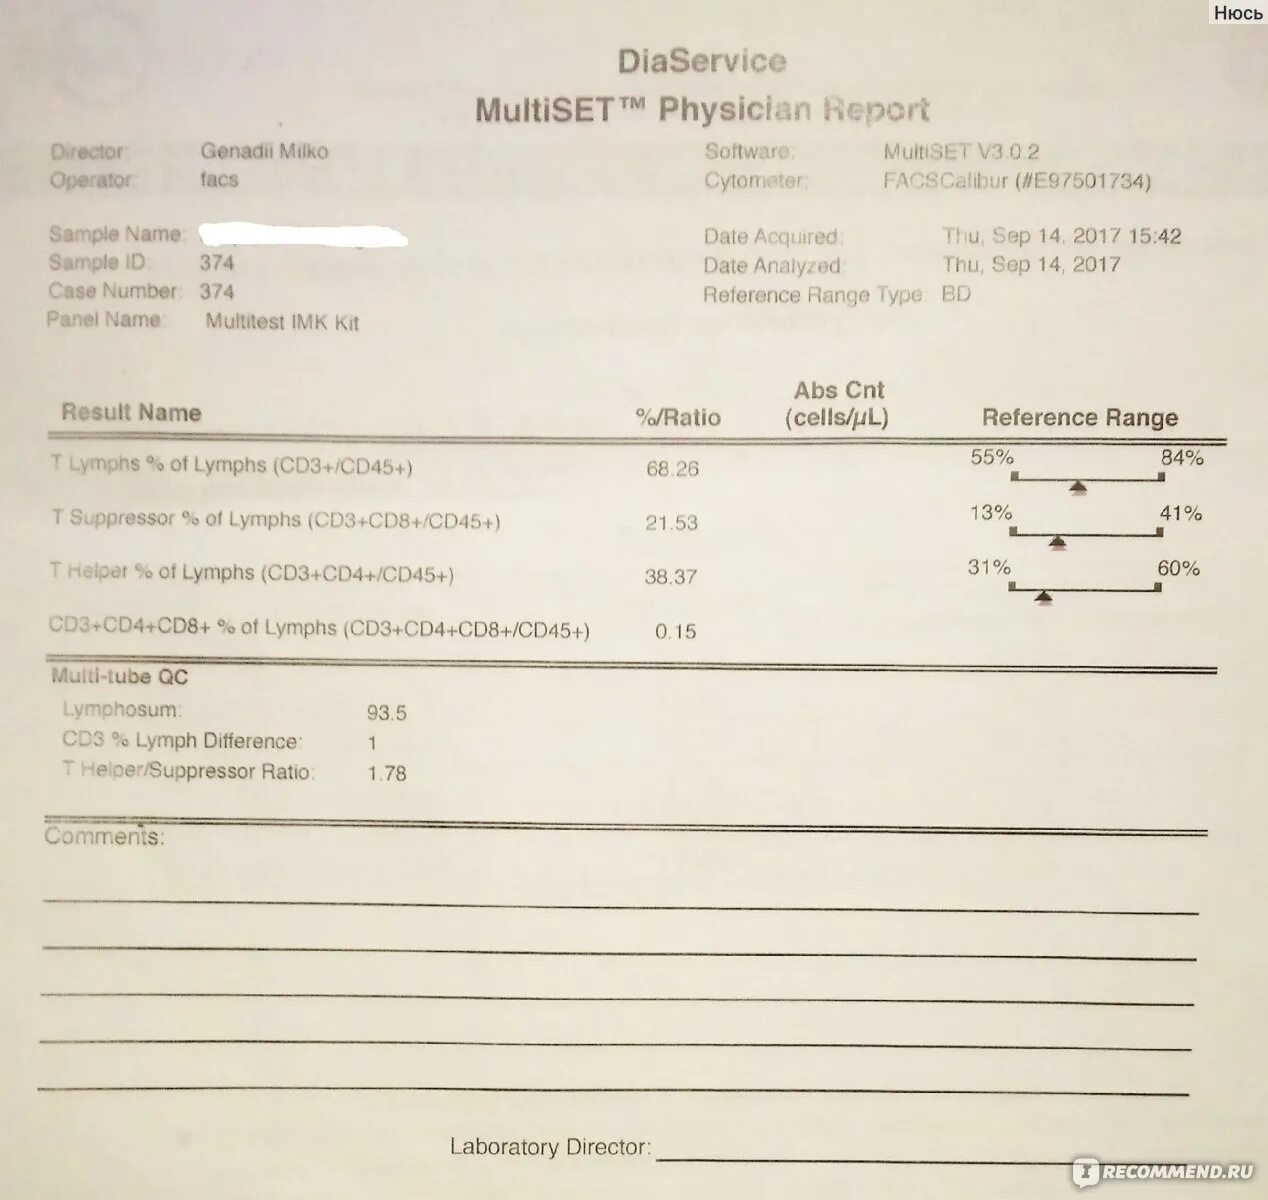 Нюсь
DiaService
MultiSET™ Physician Report
Director: Genadii Milko Software: MultiSET V3.0.2
Operator: facs Cytometer: FACSCalibur (#E97501734)
Sample Name: Date Acquired: Thu, Sep 14, 2017 15:42
Sample ID: 374 Date Analyzed: Thu, Sep 14, 2017
Case Number: 374 Reference Range Type: BD
Panel Name: Multitest IMK Kit
Abs Cnt
Result Name %/Ratio (cells/µL) Reference Range
T Lymphs % of Lymphs (CD3+/CD45+) 68.26 55% 84%
T Suppressor % of Lymphs (CD3+CD8+/CD45+) 21.53 13% 41%
T Helper % of Lymphs (CD3+CD4+/CD45+) 38.37 31% 60%
CD3+CD4+CD8+ % of Lymphs (CD3+CD4+CD8+/CD45+) 0.15
Multi-tube QC
Lymphosum: 93.5
CD3 % Lymph Difference: 1
T Helper/Suppressor Ratio: 1.78
Comments:
Laboratory Director:
RECOMMEND.RU